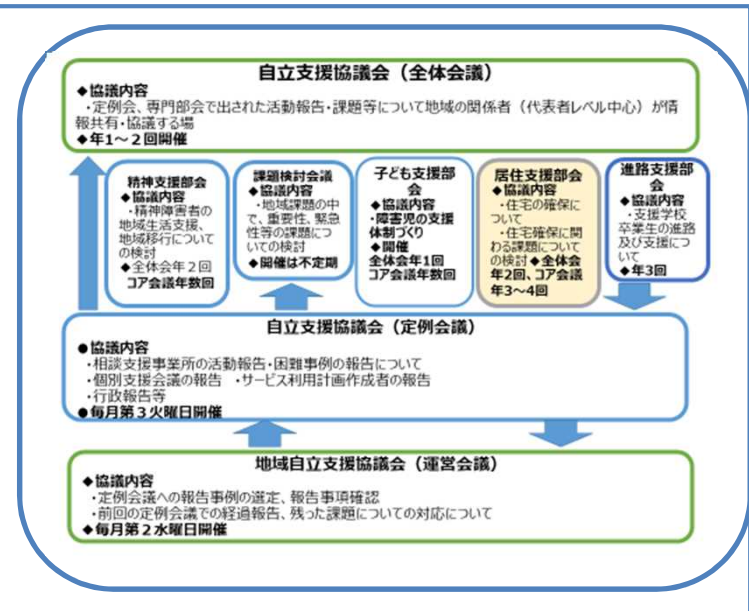 自立支援協議会（全体会議）
◆協議内容
・定例会、専門部会で出された活動報告・課題等について地域の関係者（代表者レベル中心）が情
報共有・協議する場
◆年1～2回開催
精神支援部会
◆協議内容
・精神障害者の
地域生活支援、
地域移行について
の検討
◆全体会年２回
コア会議年数回
課題検討会議
◆協議内容
・地域課題の中
で、重要性、緊急
性等の課題につ
いての検討
◆開催は不定期
子ども支援部
会
◆協議内容
・障害児の支援
体制づくり
◆開催
全体会年1回
コア会議年数回
居住支援部会
◆協議内容
・住宅の確保に
ついて
・住宅確保に関
わる課題について
の検討◆全体会
年2回、コア会議
年3～4回
進路支援部
会
◆協議内容
・支援学校
卒業生の進路
及び支援につ
いて
◆年3回
自立支援協議会（定例会議）
●協議内容
・相談支援事業所の活動報告・困難事例の報告について
・個別支援会議の報告　・サービス利用計画作成者の報告
・行政報告等
●毎月第３火曜日開催
地域自立支援協議会（運営会議）
◆協議内容
・定例会議への報告事例の選定、報告事項確認
・前回の定例会議での経過報告、残った課題についての対応について
◆毎月第２水曜日開催